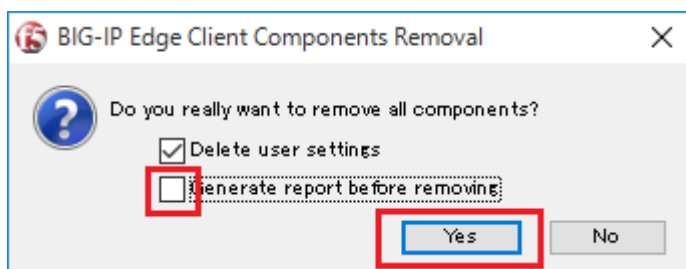 BIG-IP Edge Client Components Removal
Do you really want to remove all components?
Delete user settings
Generate report before removing
Yes No